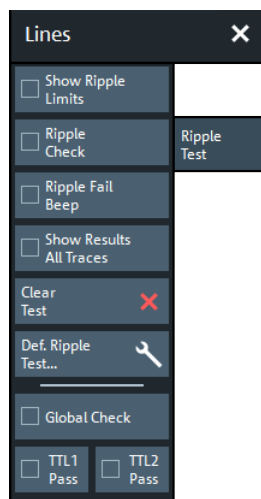 Lines
Show Ripple
Limits
Ripple
Check
Ripple
Test
Ripple Fail
Beep
Show Results
All Traces
Clear
Test
Def. Ripple
Test...
Global Check
TTL1
Pass
TTL2
Pass